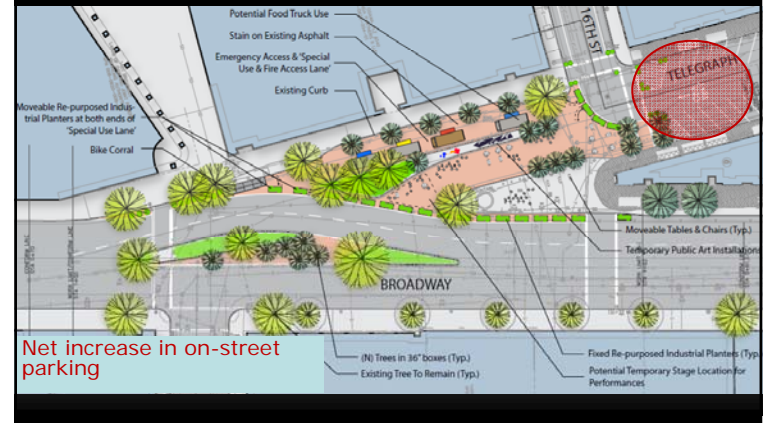 Potential Food Truck Use
Stain on Existing Asphalt
Emergency Access & 'Special
Use & Fire Access Lane'
Existing Curb
Moveable Re-purposed Indus-
trial Planters at both ends of
'Special Use Lane'
Bike Corral
16TH ST
TELEGRAPH
Moveable Tables & Chairs (Typ.)
Temporary Public Art Installations
BROADWAY
Net increase in on-street
parking
(N) Trees in 36" boxes (Typ.)
Existing Tree To Remain (Typ.)
Fixed Re-purposed Industrial Planters (Typ.
Potential Temporary Stage Location for
Performances